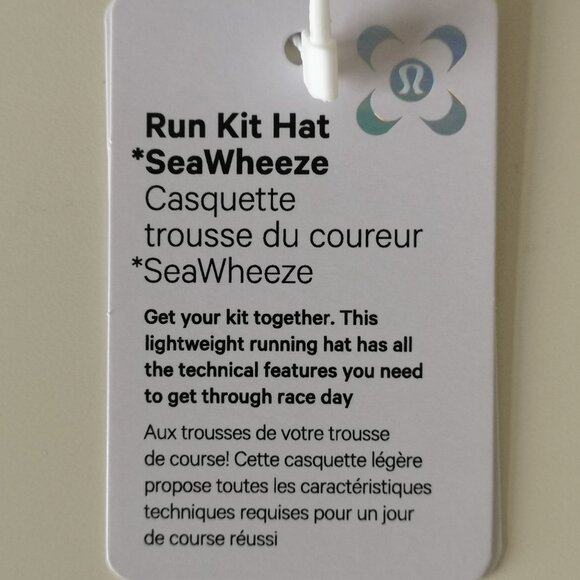 Run Kit Hat
*SeaWheeze
Casquette
trousse du coureur
*SeaWheeze
Get your kit together. This
lightweight running hat has all
the technical features you need
to get through race day
Aux trousses de votre trousse
de course! Cette casquette légère
propose toutes les caractéristiques
techniques requises pour un jour
de course réussi